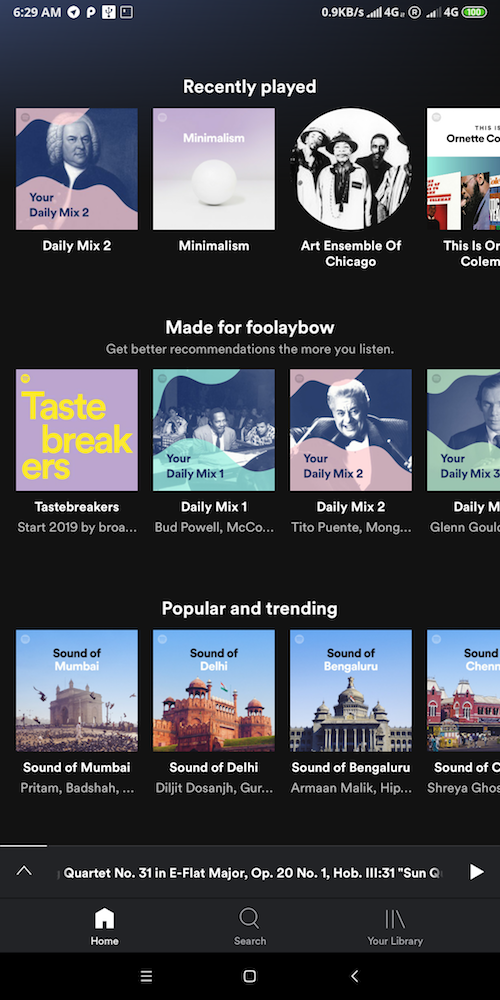 6:29 AM
0.9KB/s 4G R 4G 100
Recently played
Your
Daily Mix 2
Minimalism
THIS IS
Ornette Co
Daily Mix 2
Minimalism
Art Ensemble Of
Chicago
This Is Or
Colem
Made for foolaybow
Get better recommendations the more you listen.
Taste
break
ers
Your
Daily Mix 1
Your
Daily Mix 2
Your
Daily Mix 3
Tastebreakers
Daily Mix 1
Daily Mix 2
Daily M
Start 2019 by broa...
Bud Powell, McCo...
Tito Puente, Mong...
Glenn Gould
Popular and trending
Sound of
Mumbai
Sound of
Delhi
Sound of
Bengaluru
Sound
Chenn
Sound of Mumbai
Sound of Delhi
Sound of Bengaluru
Sound of C
Pritam, Badshah, ...
Diljit Dosanjh, Gur...
Armaan Malik, Hip...
Shreya Ghos
Quartet No. 31 in E-Flat Major, Op. 20 No. 1, Hob. III:31 "Sun Q
Home
Search
Your Library